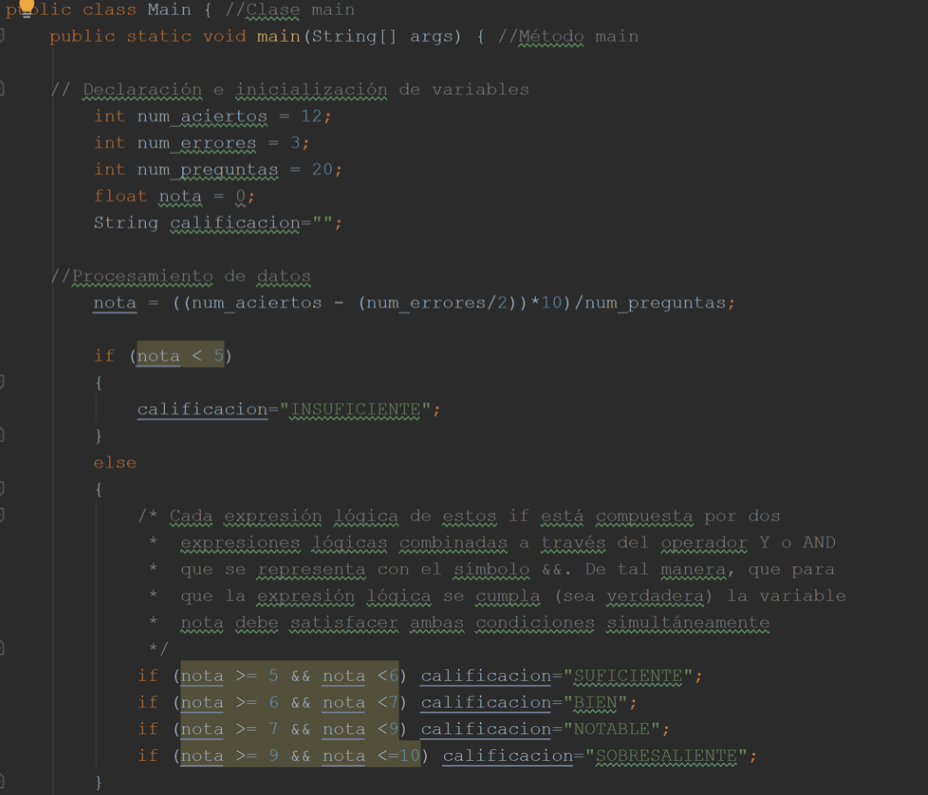 public class Main { //Clase main
public static void main(String[] args) { //Método main
// Declaración e inicialización de variables
int num_aciertos = 12;
int num_errores = 3;
int num_preguntas = 20;
float nota = 0;
String calificacion="";
//Procesamiento de datos
nota = ((num_aciertos - (num_errores/2))*10)/num_preguntas;
if (nota < 5)
{
calificacion="INSUFICIENTE";
}
else
{
/* Cada expresión lógica de estos if está compuesta por dos
* expresiones lógicas combinadas a través del operador Y o AND
* que se representa con el símbolo &&. De tal manera, que para
* que la expresión lógica se cumpla (sea verdadera) la variable
* nota debe satisfacer ambas condiciones simultáneamente
*/
if (nota >= 5 && nota <6) calificacion="SUFICIENTE";
if (nota >= 6 && nota <7) calificacion="BIEN";
if (nota >= 7 && nota <9) calificacion="NOTABLE";
if (nota >= 9 && nota <=10) calificacion="SOBRESALIENTE";
}